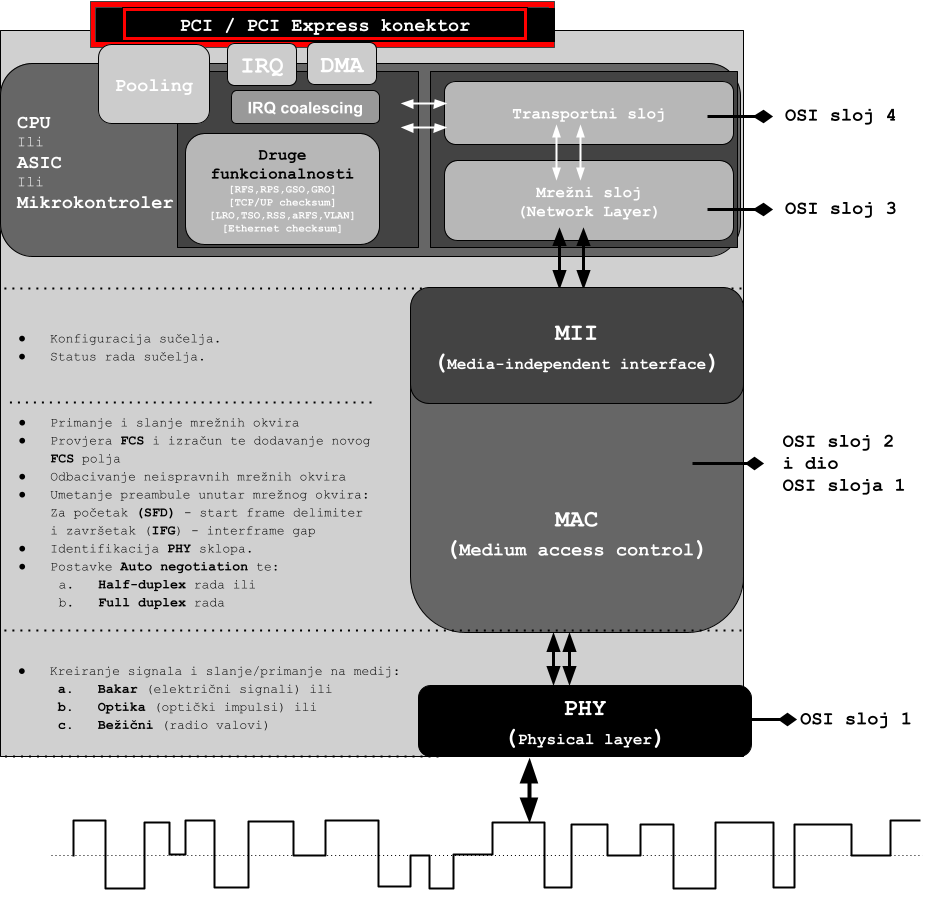 PCI / PCI Express konektor
Pooling
IRQ
DMA
IRQ coalescing
CPU
Ili
ASIC
Ili
Mikrokontroler
Druge
funkcionalnosti
[RFS,RPS,GSO,GRO]
[TCP/UP checksum]
[LRO,TSO,RSS,aRFS,VLAN]
[Ethernet checksum]
Transportni sloj
OSI sloj 4
Mrežni sloj
(Network Layer)
OSI sloj 3
MII
(Media-independent interface)
● Konfiguracija sučelja.
● Status rada sučelja.
● Primanje i slanje mrežnih okvira
● Provjera FCS i izračun te dodavanje novog
FCS polja
● Odbacivanje neispravnih mrežnih okvira
● Umetanje preambule unutar mrežnog okvira:
Za početak (SFD) - start frame delimiter
i završetak (IFG) - interframe gap
● Identifikacija PHY sklopa.
● Postavke Auto negotiation te:
a. Half-duplex rada ili
b. Full duplex rada
MAC
(Medium access control)
OSI sloj 2
i dio
OSI sloja 1
● Kreiranje signala i slanje/primanje na medij:
a. Bakar (električni signali) ili
b. Optika (optički impulsi) ili
c. Bežični (radio valovi)
PHY
(Physical layer)
OSI sloj 1